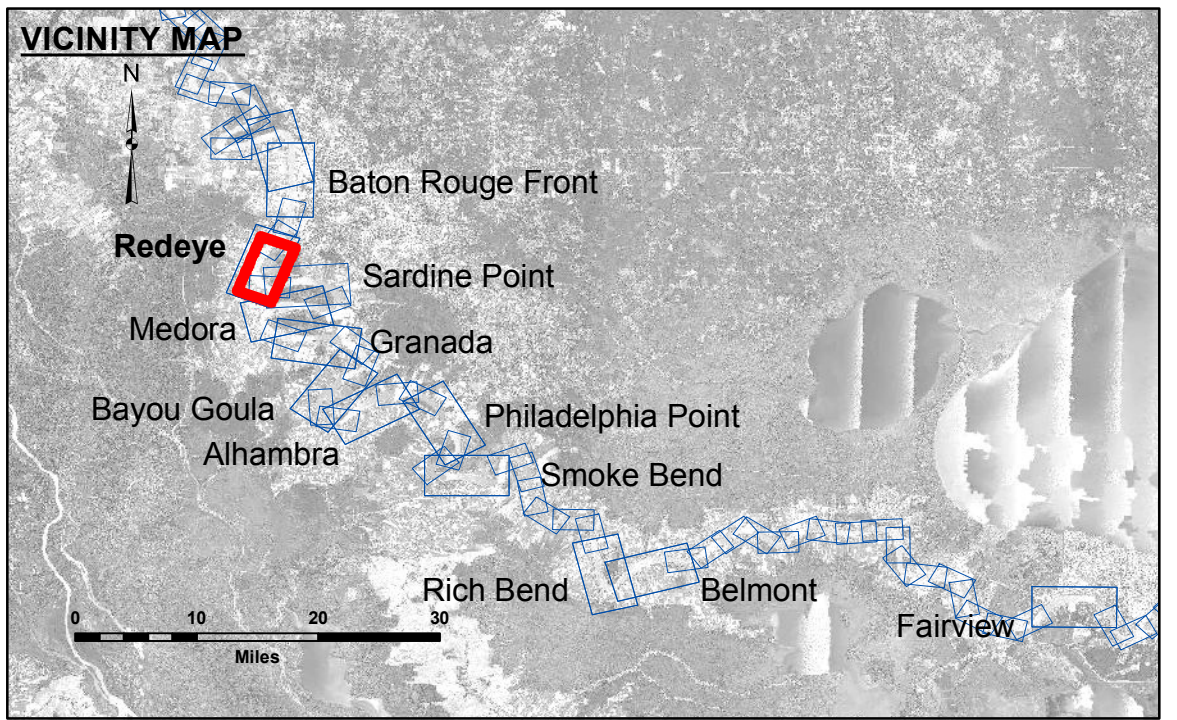 VICINITY MAP
N
Baton Rouge Front
Redeye
Sardine Point
Medora
Granada
Bayou Goula
Philadelphia Point
Alhambra
Smoke Bend
Rich Bend
Belmont
Fairview
0 10 20 30
Miles